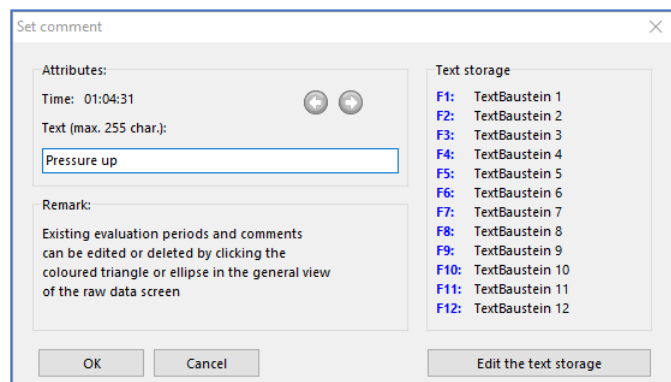 Set comment
Attributes:
Time: 01:04:31
Text (max. 255 char.):
Pressure up
Remark:
Existing evaluation periods and comments
can be edited or deleted by clicking the
coloured triangle or ellipse in the general view
of the raw data screen
OK
Cancel
Text storage
F1: TextBaustein 1
F2: TextBaustein 2
F3: TextBaustein 3
F4: TextBaustein 4
F5: TextBaustein 5
F6: TextBaustein 6
F7: TextBaustein 7
F8: TextBaustein 8
F9: TextBaustein 9
F10: TextBaustein 10
F11: TextBaustein 11
F12: TextBaustein 12
Edit the text storage